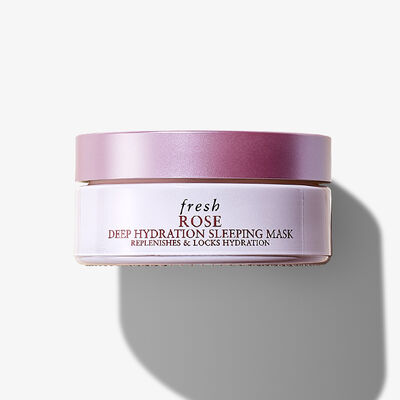 fresh
ROSE
DEEP HYDRATION SLEEPING MASK
REPLENISHES & LOCKS HYDRATION